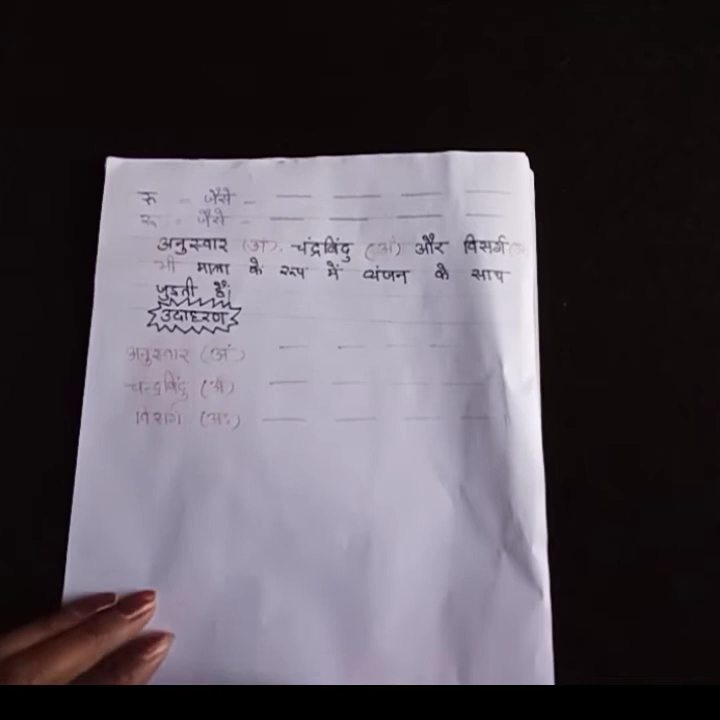 रु - जैसे - — — — —
रू - जैसे - — — — —
अनुस्वार (अं), चंद्रबिंदु (अँ) और विसर्ग
भी मात्रा के रूप में व्यंजन के साथ
जुड़ती हैं।
उदाहरण
अनुस्वार (अं) — — — —
चन्द्रबिंदु (अँ) — — — —
विसर्ग (अः) — — — —